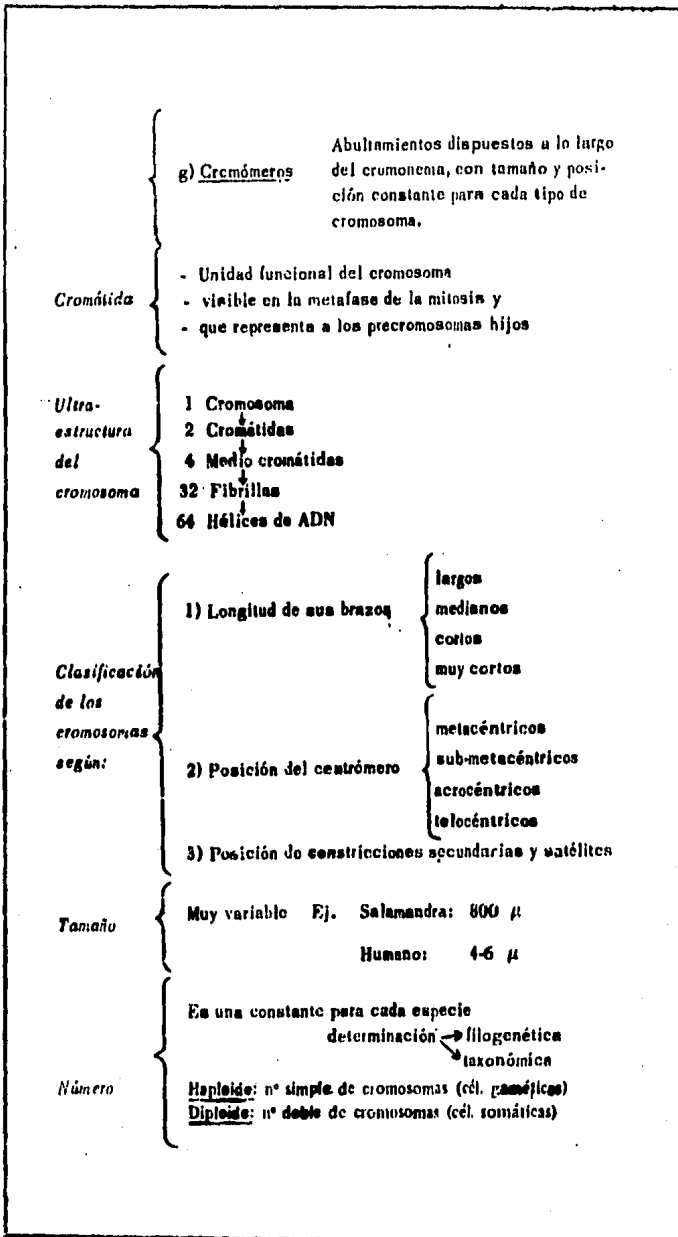 g) Cromómeros
Abultamientos dispuestos a lo largo
del cromonema, con tamaño y posi-
ción constante para cada tipo de
cromosoma.
Cromátida
- Unidad funcional del cromosoma
- visible en la metafase de la mitosis y
- que representa a los precromosomas hijos
Ultra-
estructura
del
cromosoma
1 Cromosoma
2 Cromátidas
4 Medio cromátidas
32 Fibrillas
64 Hélices de ADN
Clasificación
de los
cromosomas
según:
1) Longitud de sus brazos
largos
medianos
cortos
muy cortos
2) Posición del centrómero
metacéntricos
sub-metacéntricos
acrocéntricos
telocéntricos
3) Posición de constricciones secundarias y satélites
Tamaño
Muy variable Ej. Salamandra: 800 µ
Humano: 4-6 µ
Número
Es una constante para cada especie
determinación → filogenética
taxonómica
Haploide: nº simple de cromosomas (cél. gaméticas)
Diploide: nº doble de cromosomas (cél. somáticas)